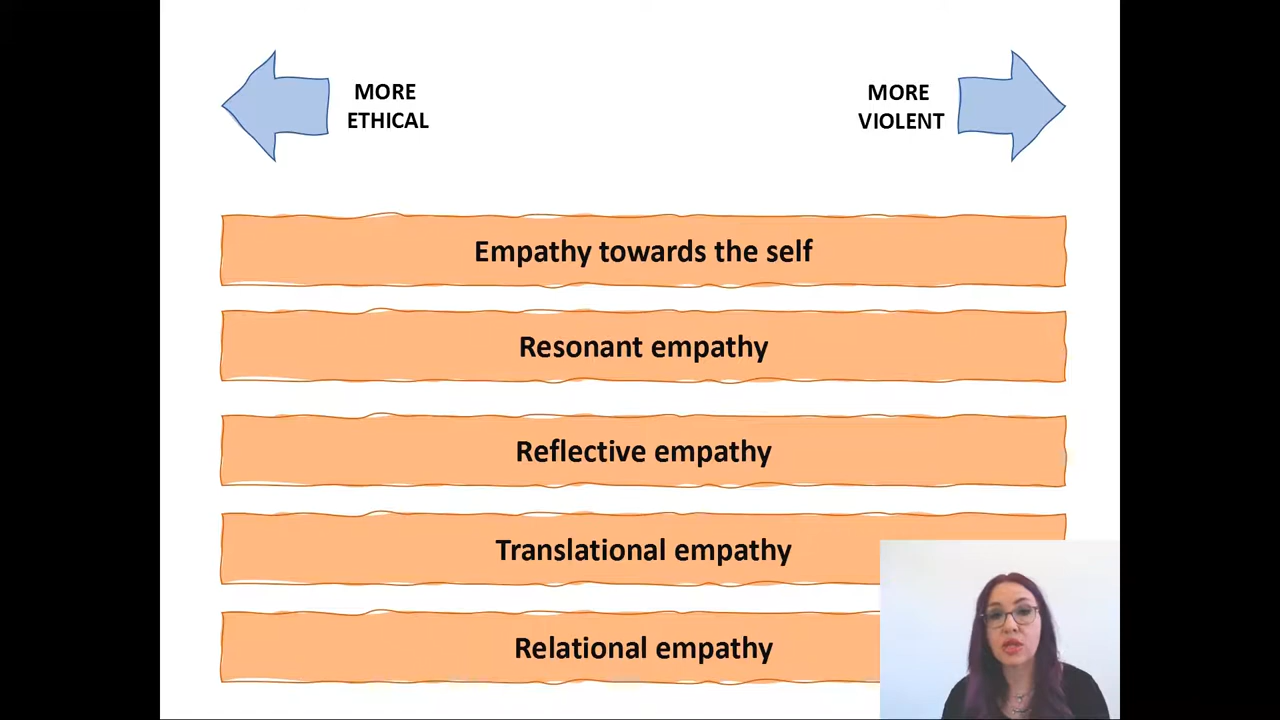 MORE
ETHICAL
MORE
VIOLENT
Empathy towards the self
Resonant empathy
Reflective empathy
Translational empathy
Relational empathy